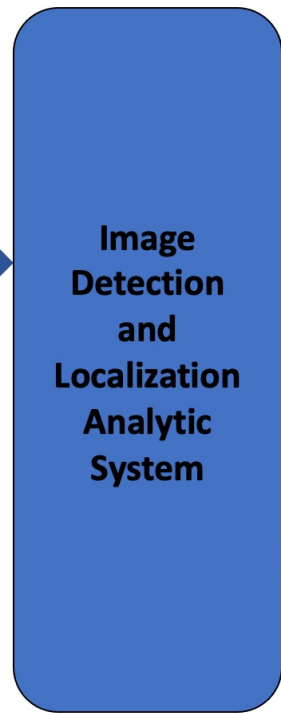 Image
Detection
and
Localization
Analytic
System